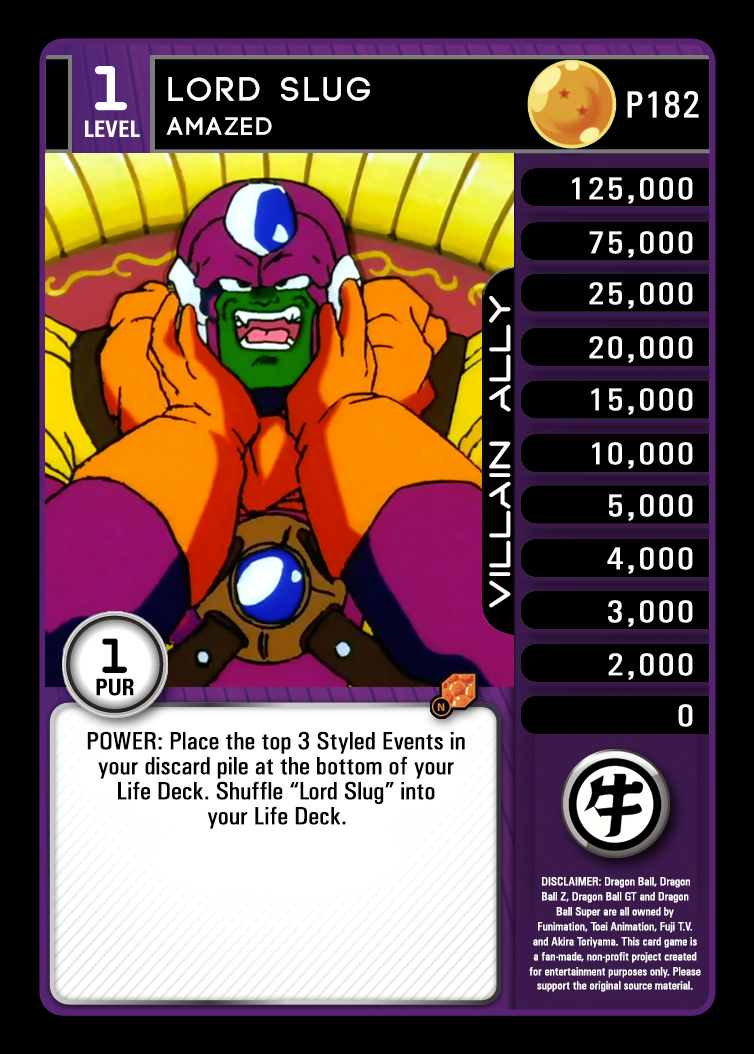 1
LEVEL
LORD SLUG
AMAZED
P182
125,000
75,000
25,000
20,000
15,000
10,000
5,000
4,000
3,000
2,000
0
VILLAIN ALLY
1
PUR
N
POWER: Place the top 3 Styled Events in
your discard pile at the bottom of your
Life Deck. Shuffle “Lord Slug” into
your Life Deck.
牛
DISCLAIMER: Dragon Ball, Dragon
Ball Z, Dragon Ball GT and Dragon
Ball Super are all owned by
Funimation, Toei Animation, Fuji T.V.
and Akira Toriyama. This card game is
a fan-made, non-profit project created
for entertainment purposes only. Please
support the original source material.